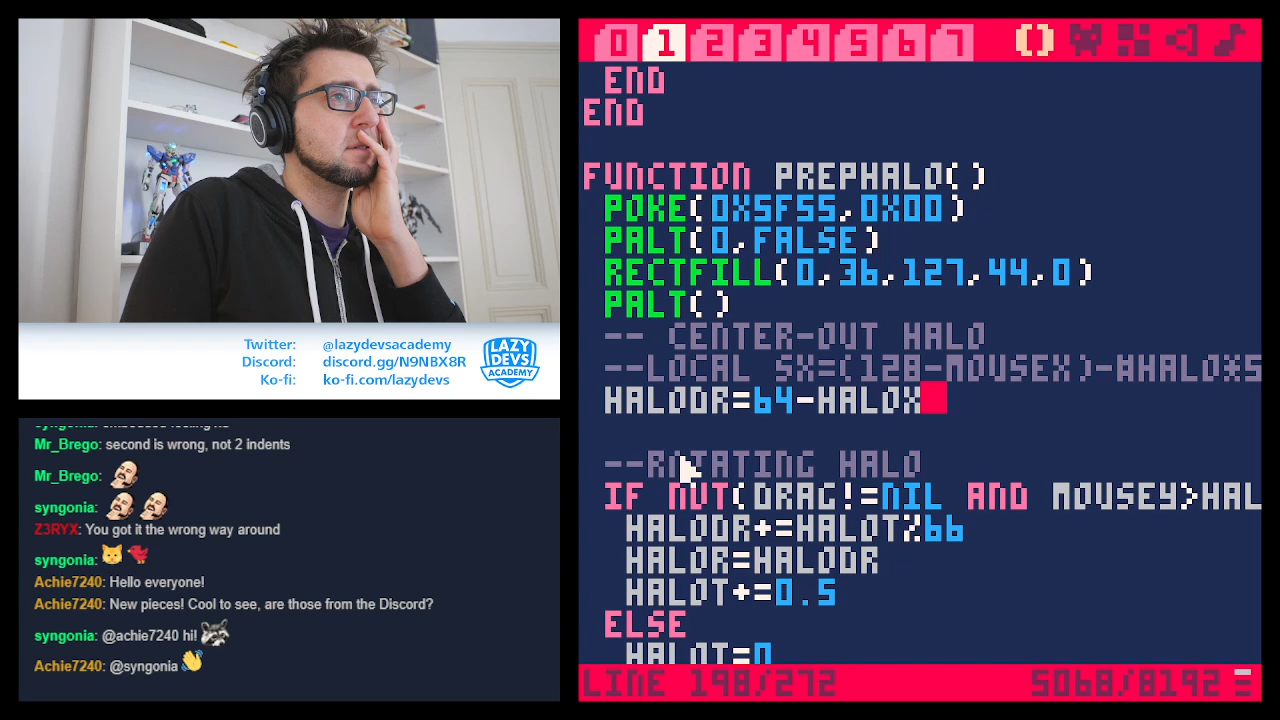 Twitter: @lazydevsacademy
Discord: discord.gg/N9NBX8R
Ko-fi: ko-fi.com/lazydevs
LAZY DEVS ACADEMY
Mr_Brego: second is wrong, not 2 indents
Mr_Brego:
syngonia:
Z3RYX: You got it the wrong way around
syngonia:
Achie7240: Hello everyone!
Achie7240: New pieces! Cool to see, are those from the Discord?
syngonia: @achie7240 hi!
Achie7240: @syngonia
0 1 2 3 4 5 6 7
END
END
FUNCTION PREPHALO()
POKE(0X5F55,0X00)
PALT(0,FALSE)
RECTFILL(0,36,127,44,0)
PALT()
-- CENTER-OUT HALO
--LOCAL SX=(128-MOUSEX)-#HALO*5
HALODR=64-HALOX
--ROTATING HALO
IF NOT(DRAG!=NIL AND MOUSEY>HAL
HALODR+=HALOT%66
HALOR=HALODR
HALOT+=0.5
ELSE
HALOT=0
LINE 198/272
5068/8192